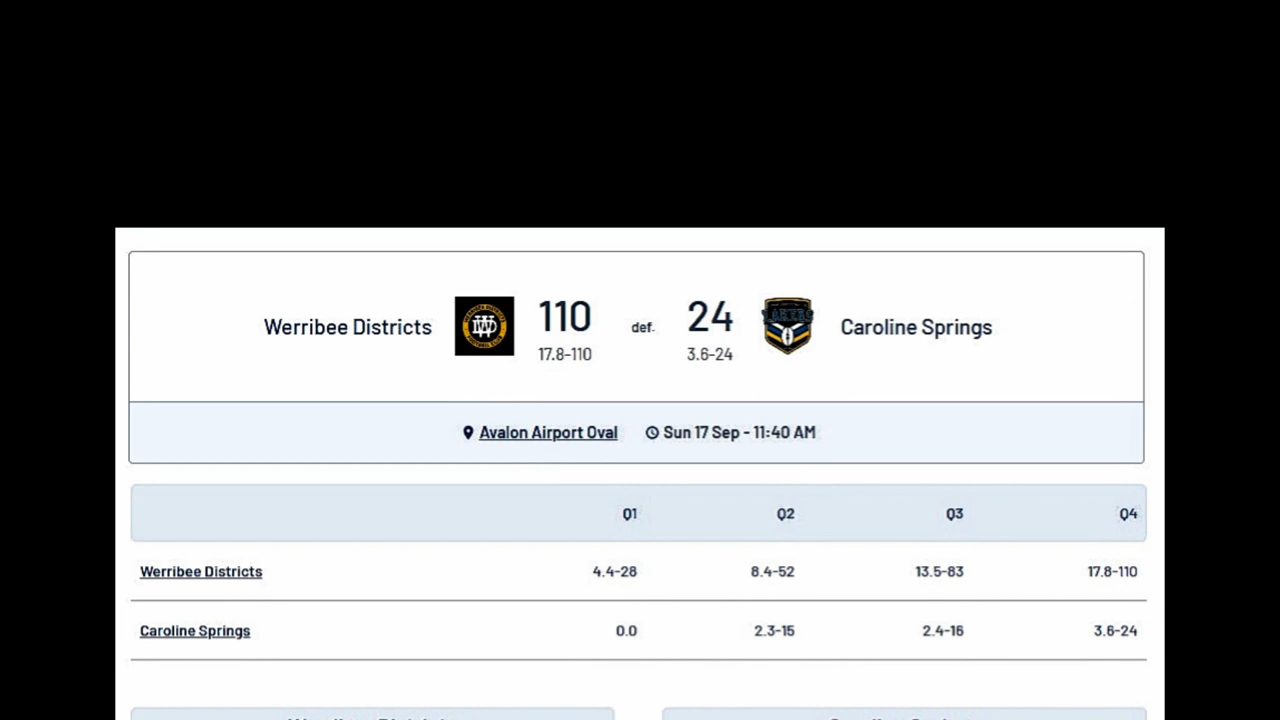 Werribee Districts 110 def. 24 Caroline Springs
17.8-110 3.6-24
Avalon Airport Oval Sun 17 Sep - 11:40 AM
Q1 Q2 Q3 Q4
Werribee Districts 4.4-28 8.4-52 13.5-83 17.8-110
Caroline Springs 0.0 2.3-15 2.4-16 3.6-24